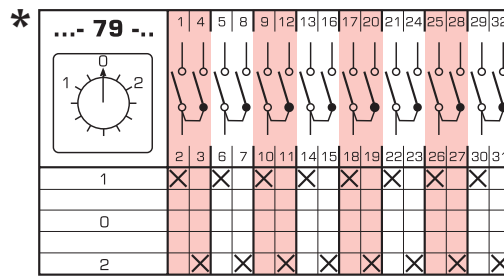 * ...- 79 -.. 1 4 5 8 9 12 13 16 17 20 21 24 25 28 29 32
0
1 2
2 3 6 7 10 11 14 15 18 19 22 23 26 27 30 31
1 X X X X X X X X
0
2 X X X X X X X X